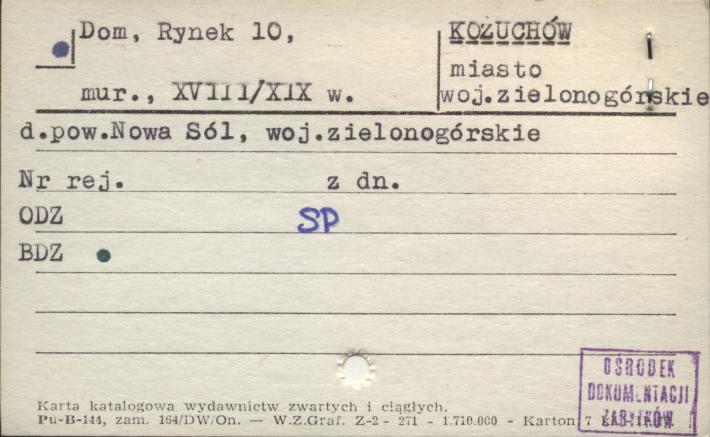 Dom, Rynek 10,
mur., XVIII/XIX w.
KOŻUCHÓW
miasto
woj.zielonogórskie
d.pow.Nowa Sól, woj.zielonogórskie
Nr rej. z dn.
ODZ SP
BDZ
OŚRODEK
DOKUMENTACJI
ZABYTKÓW
Karta katalogowa wydawnictw zwartych i ciągłych.
Pu-B-144, zam. 164/DW/On. — W.Z.Graf. Z-2 - 271 - 1.710.000 - Karton 7